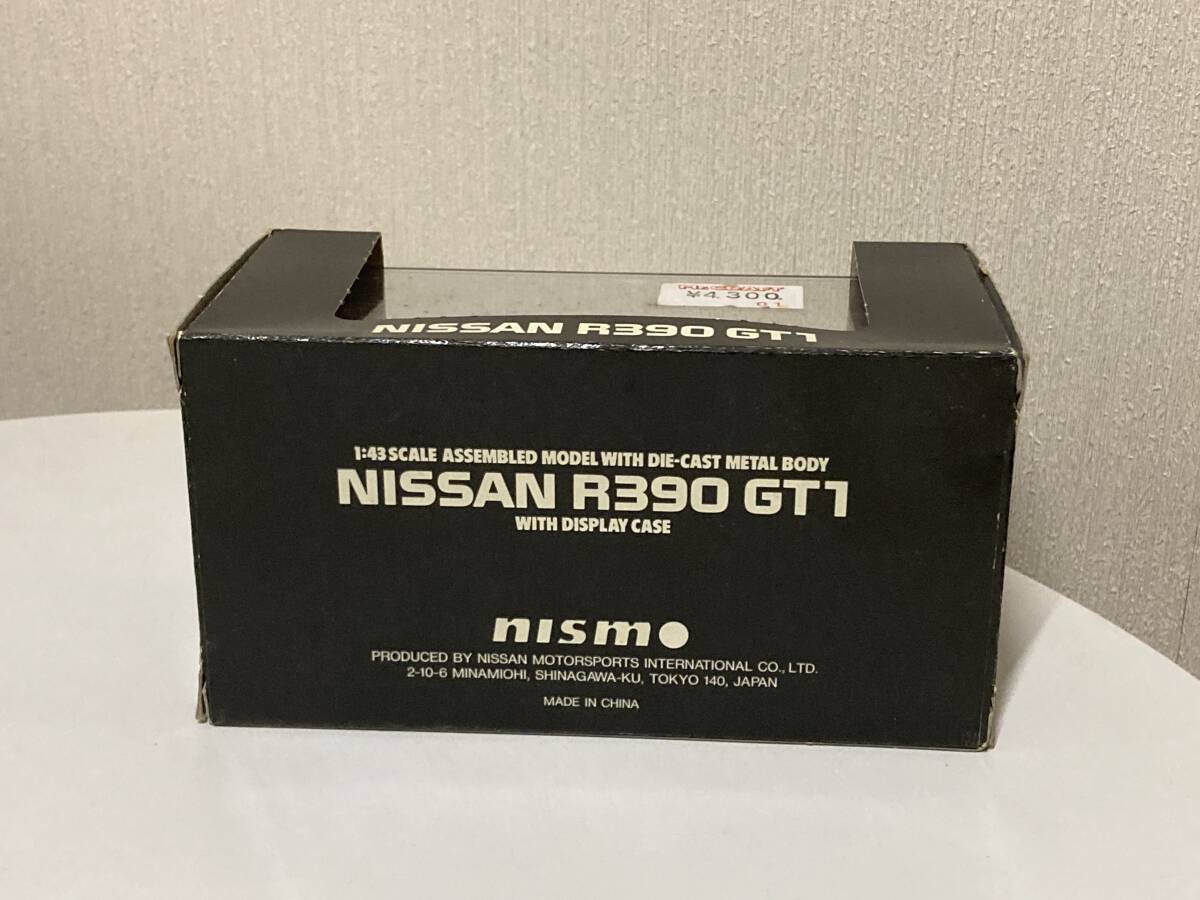 ¥4,300
NISSAN R390 GT1
1:43 SCALE ASSEMBLED MODEL WITH DIE-CAST METAL BODY
NISSAN R390 GT1
WITH DISPLAY CASE
nismo
PRODUCED BY NISSAN MOTORSPORTS INTERNATIONAL CO., LTD.
2-10-6 MINAMIOHI, SHINAGAWA-KU, TOKYO 140, JAPAN
MADE IN CHINA